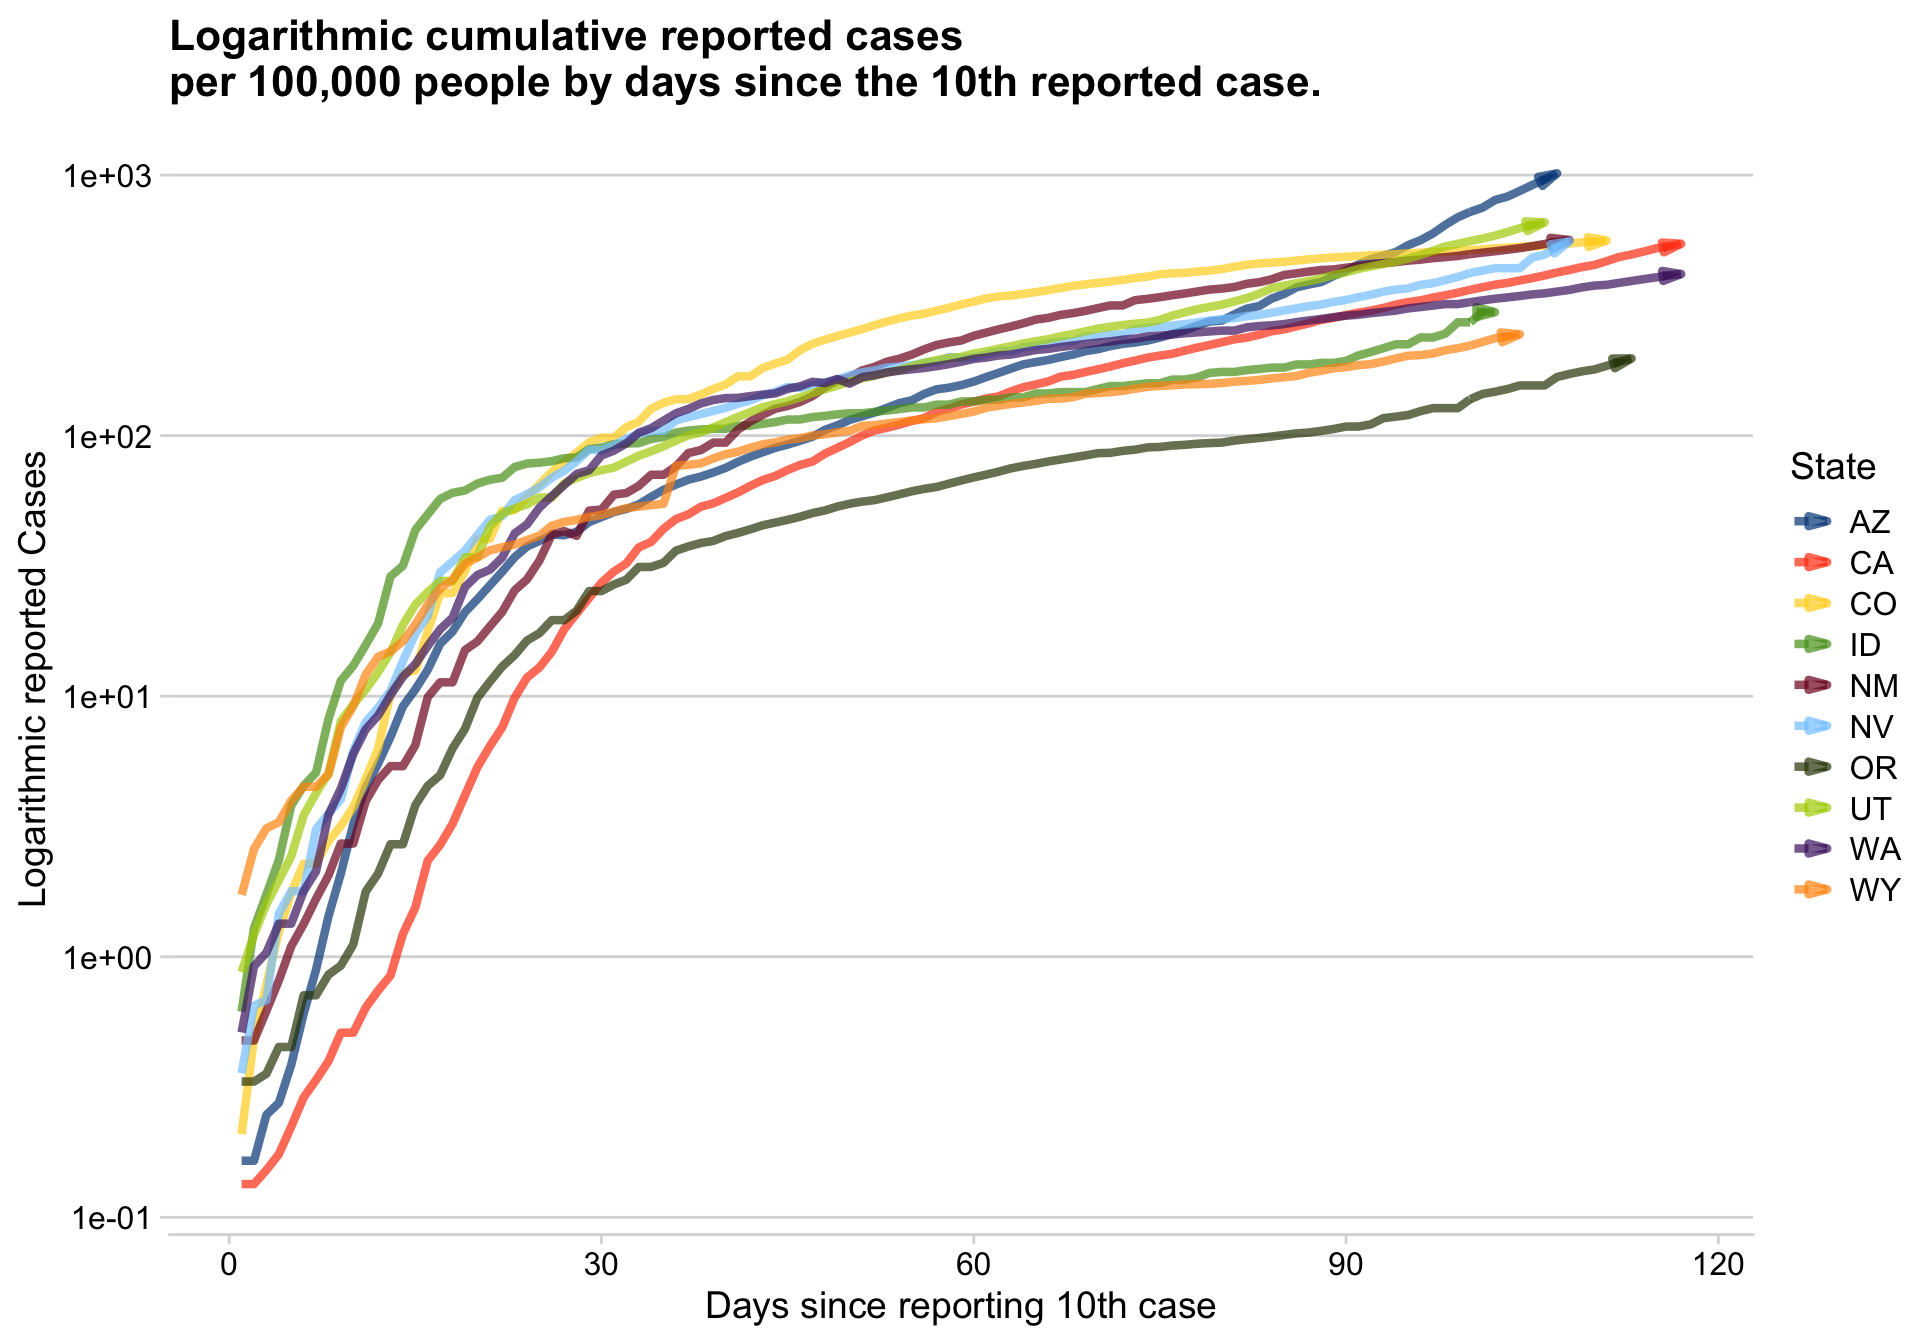 Logarithmic cumulative reported cases
per 100,000 people by days since the 10th reported case.
1e+03
1e+02
1e+01
1e+00
1e-01
Logarithmic reported Cases
0
30
60
90
120
Days since reporting 10th case
State
AZ
CA
CO
ID
NM
NV
OR
UT
WA
WY